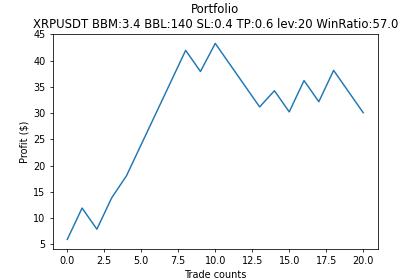 Portfolio
XRPUSDT BBM:3.4 BBL:140 SL:0.4 TP:0.6 lev:20 WinRatio:57.0
45
40
35
30
25
20
15
10
5
Profit ($)
0.0 2.5 5.0 7.5 10.0 12.5 15.0 17.5 20.0
Trade counts